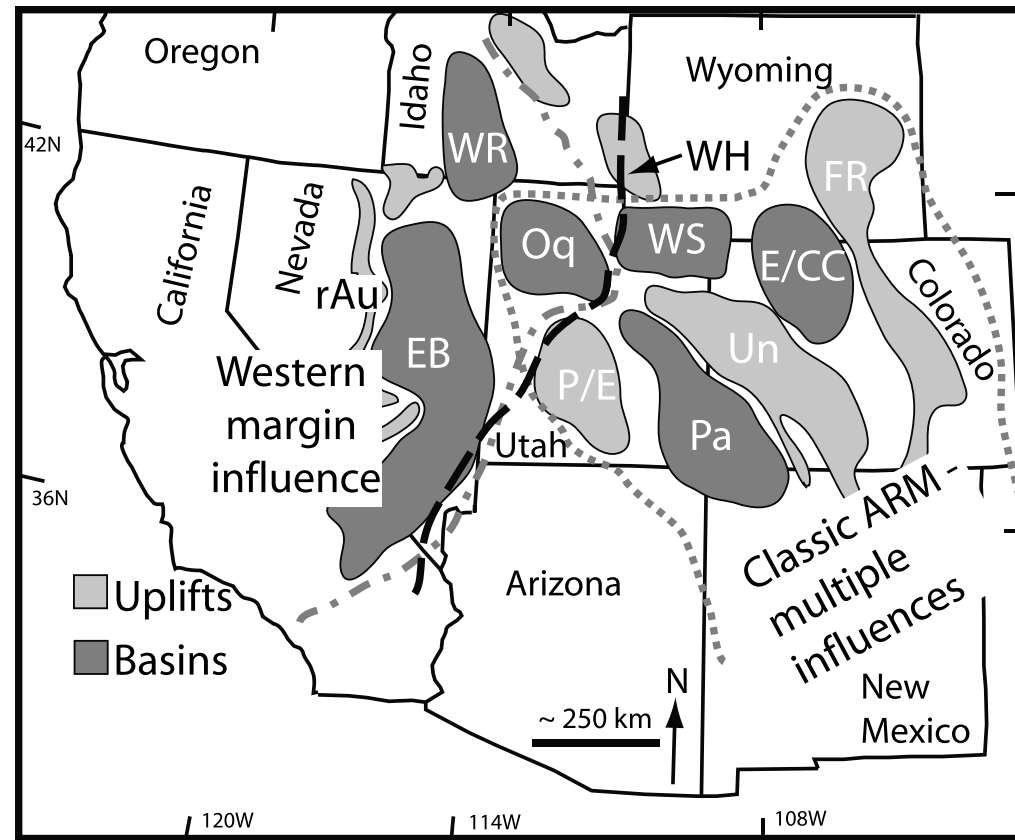 Oregon
Idaho
Wyoming
42N
WR
WH
FR
California
Nevada
Oq
WS
E/CC
Colorado
rAu
EB
Un
Western
margin
influence
P/E
Pa
Utah
36N
Classic ARM -
multiple
influences
Arizona
Uplifts
Basins
N
New
Mexico
~ 250 km
120W
114W
108W